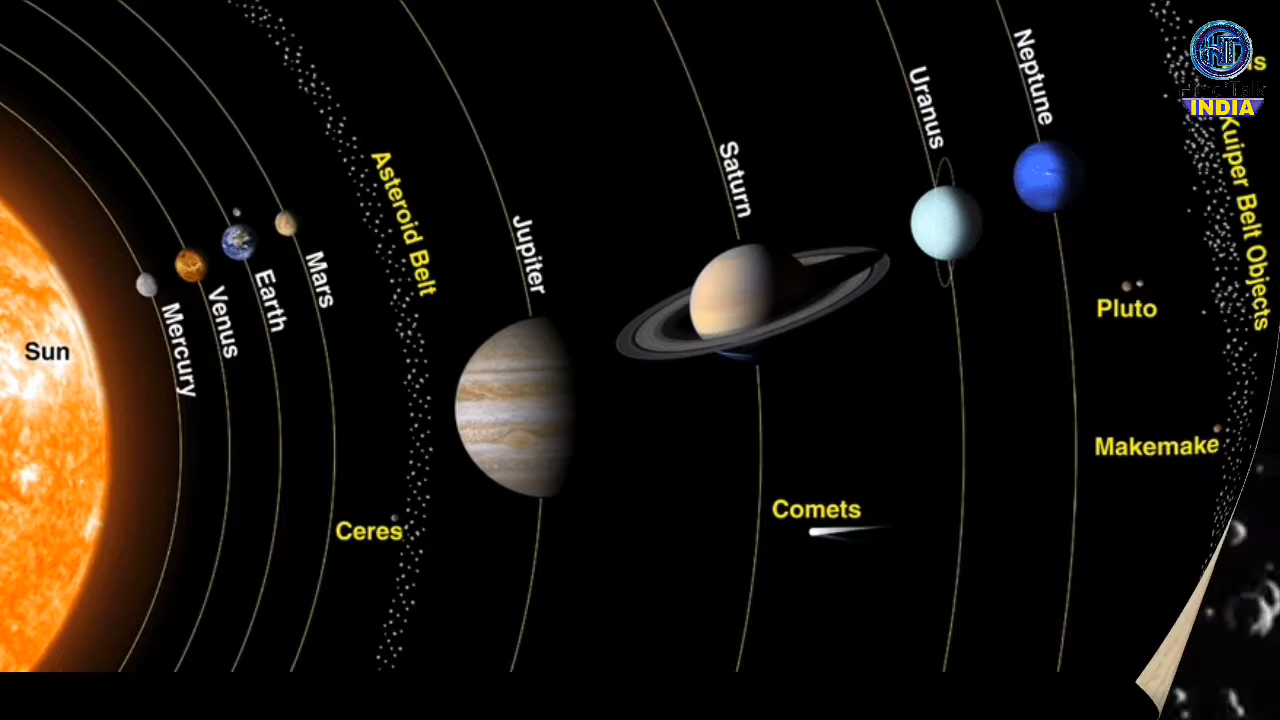 Sun
Mercury
Venus
Earth
Mars
Asteroid Belt
Ceres
Jupiter
Saturn
Comets
Uranus
Neptune
Pluto
Makemake
Kuiper Belt Objects
INDIA